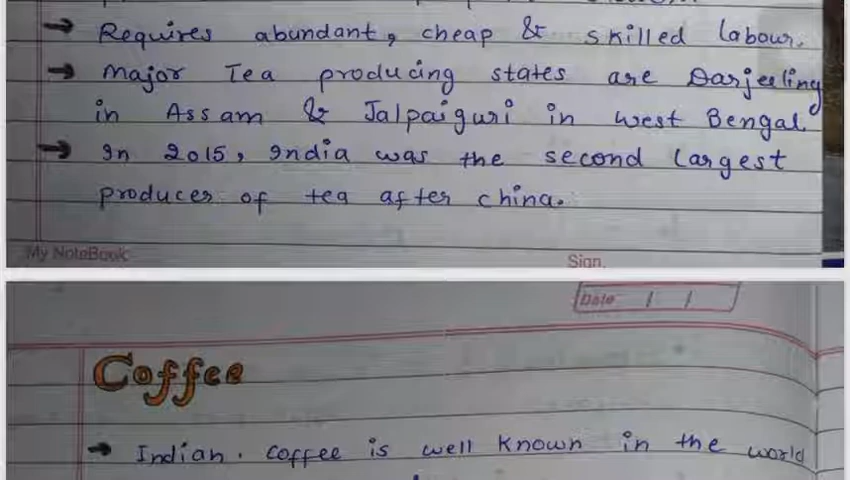 → Requires abundant, cheap & skilled labour.
→ Major Tea producing states are Darjeeling
in Assam & Jalpaiguri in west Bengal
→ In 2015, India was the second largest
producer of tea after china.
My NoteBook
Sign.
Date / /
Coffee
→ Indian. Coffee is well known in the world